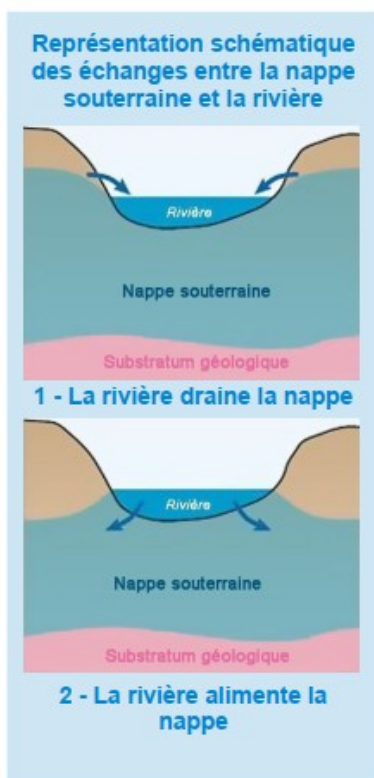 Représentation schématique
des échanges entre la nappe
souterraine et la rivière
Rivière
Nappe souterraine
Substratum géologique
1 - La rivière draine la nappe
Rivière
Nappe souterraine
Substratum géologique
2 - La rivière alimente la
nappe